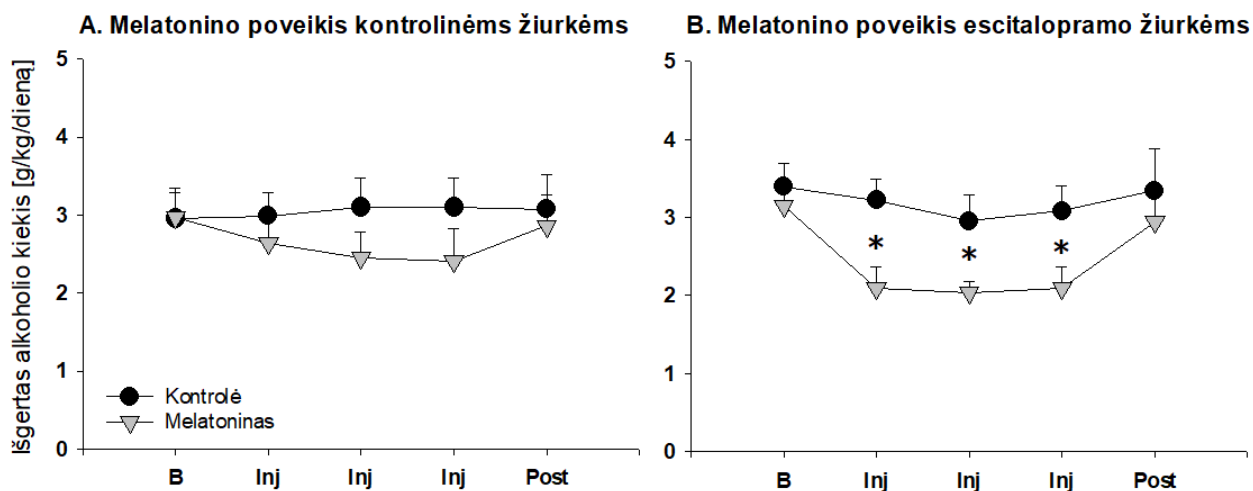 A. Melatonino poveikis kontrolinėms žiurkėms
B. Melatonino poveikis escitalopramo žiurkėms
Išgertas alkoholio kiekis [g/kg/dieną]
5
4
3
2
1
0
Kontrolė
Melatoninas
B Inj Inj Inj Post
5
4
3
2
1
0
* * *
B Inj Inj Inj Post